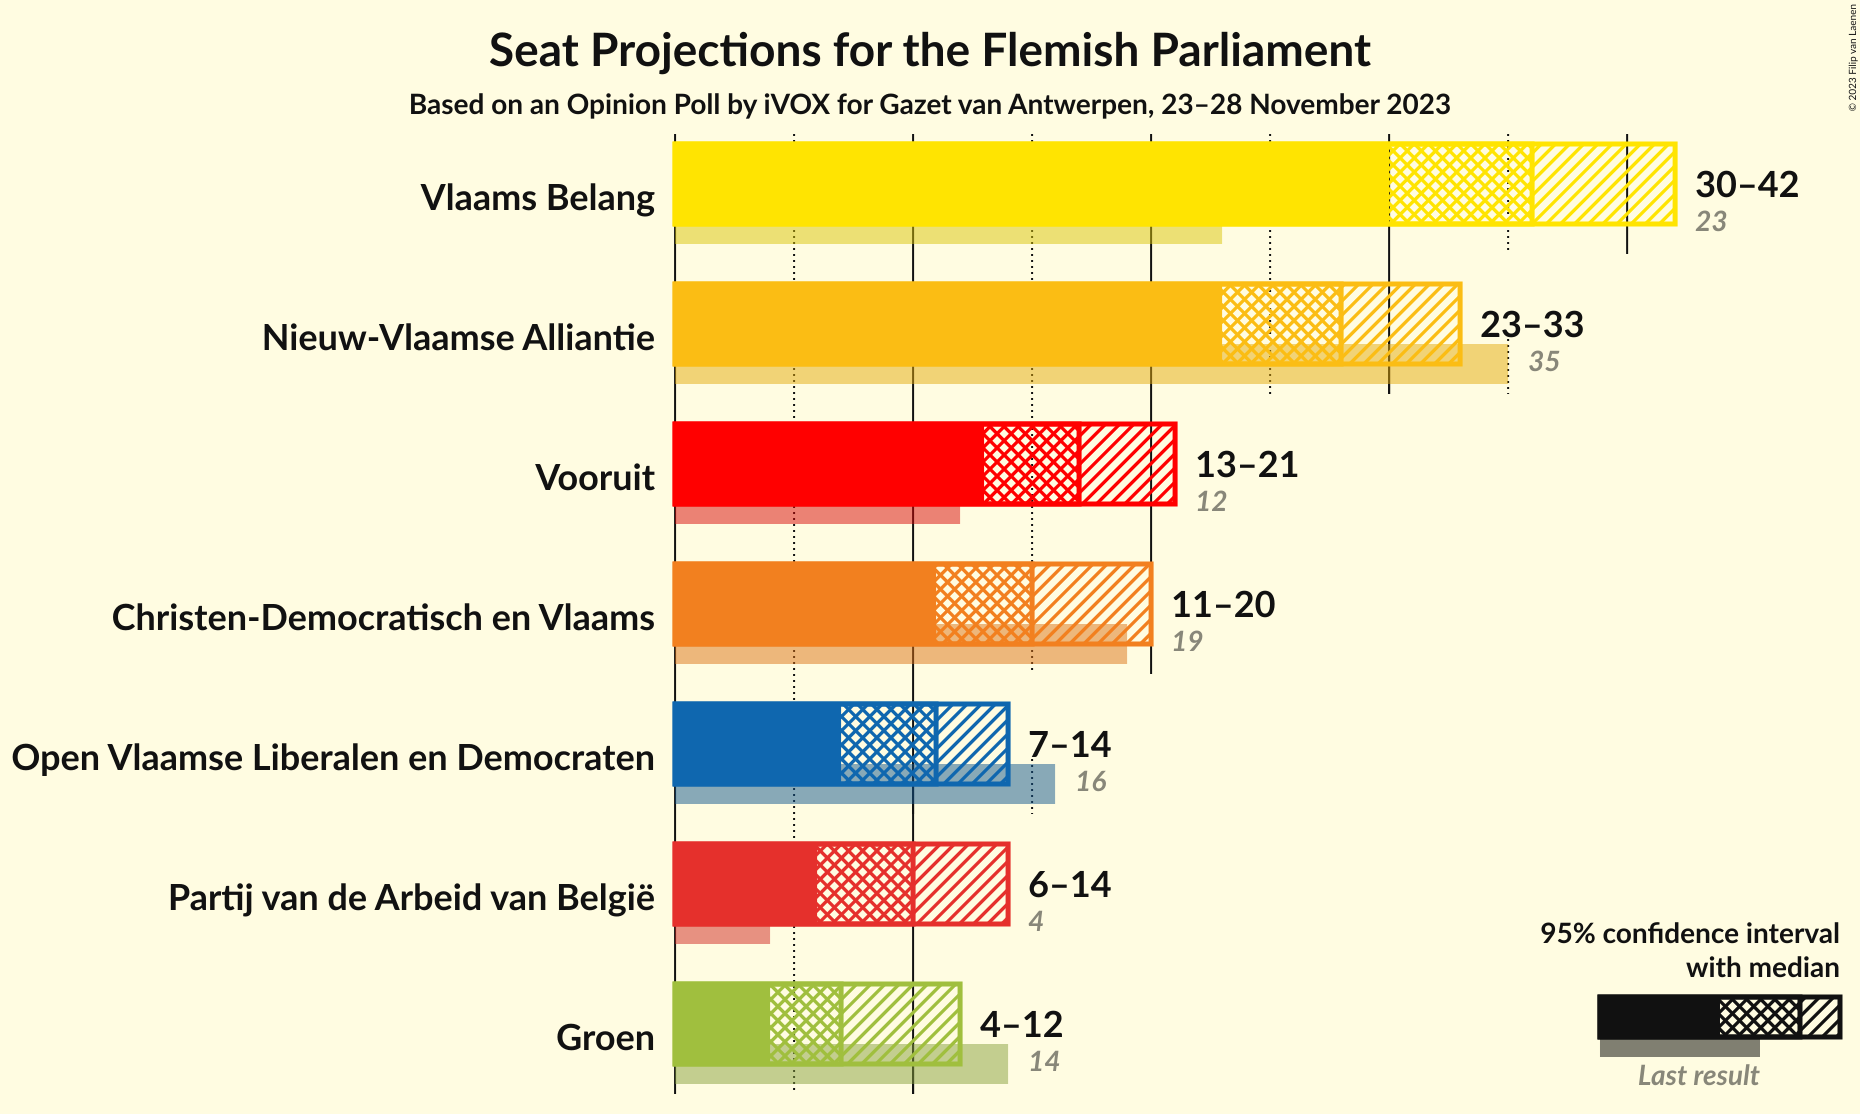 Seat Projections for the Flemish Parliament
Based on an Opinion Poll by iVOX for Gazet van Antwerpen, 23–28 November 2023
© 2023 Filip van Laenen
Vlaams Belang
30–42
23
Nieuw-Vlaamse Alliantie
23–33
35
Vooruit
13–21
12
Christen-Democratisch en Vlaams
11–20
19
Open Vlaamse Liberalen en Democraten
7–14
16
Partij van de Arbeid van België
6–14
4
Groen
4–12
14
95% confidence interval
with median
Last result